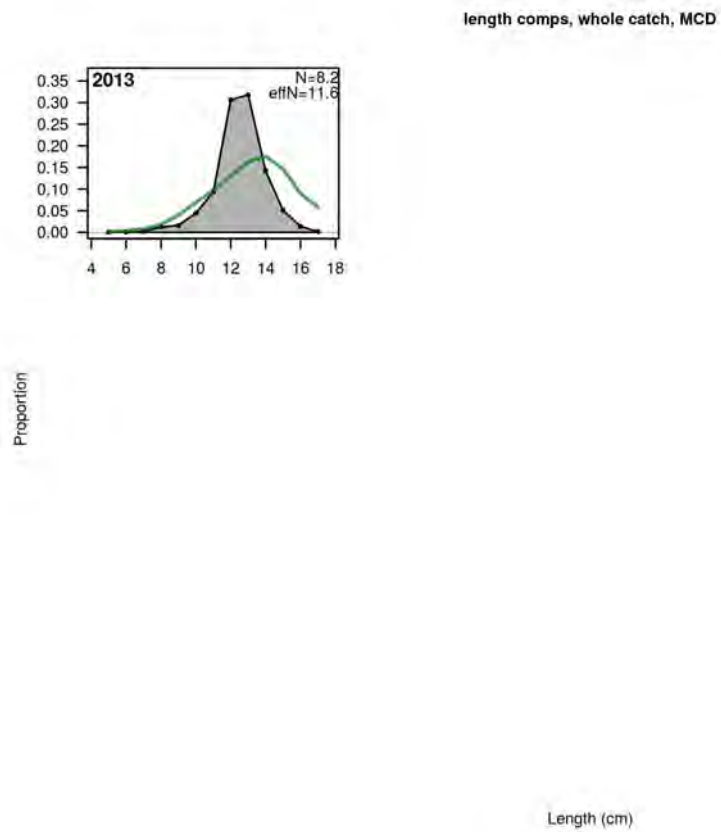 length comps, whole catch, MCD
2013
N=8.2
effN=11.6
0.35
0.30
0.25
0.20
0.15
0.10
0.05
0.00
4 6 8 10 12 14 16 18
Proportion
Length (cm)